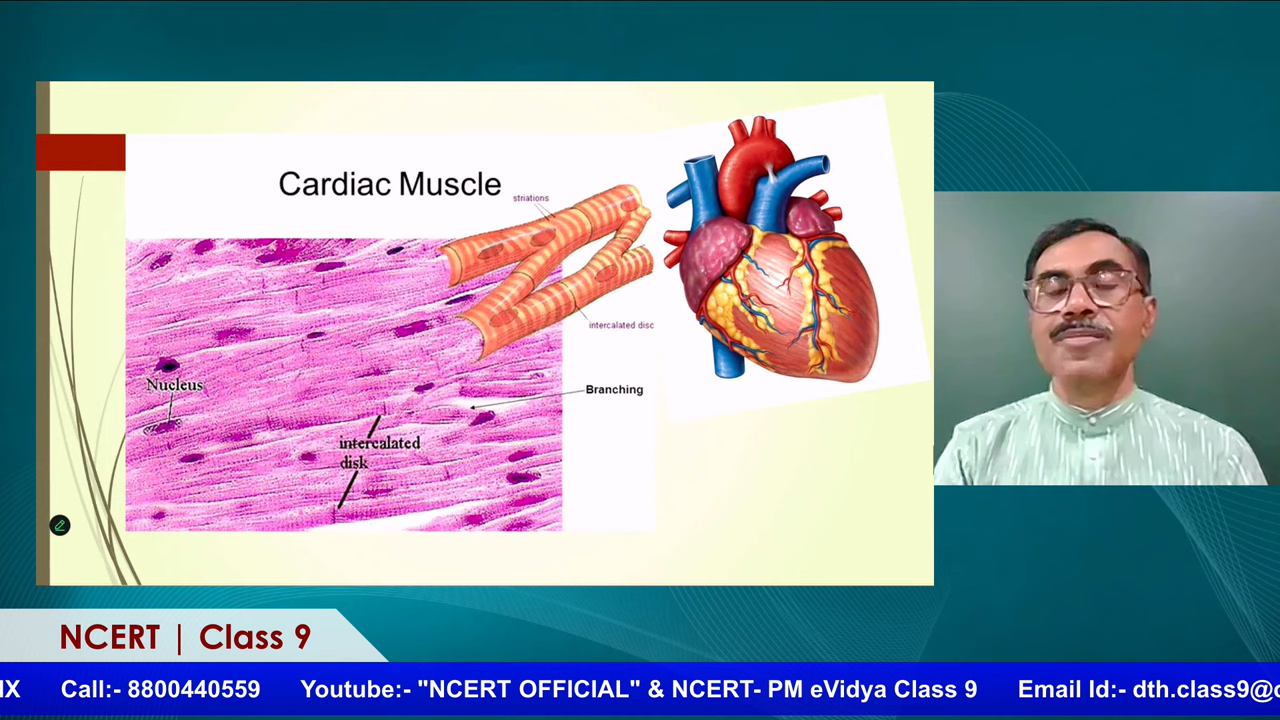 Cardiac Muscle
striations
intercalated disc
Nucleus
Branching
intercalated
disk
NCERT | Class 9
IX Call:- 8800440559 Youtube:- "NCERT OFFICIAL" & NCERT- PM eVidya Class 9 Email Id:- dth.class9@